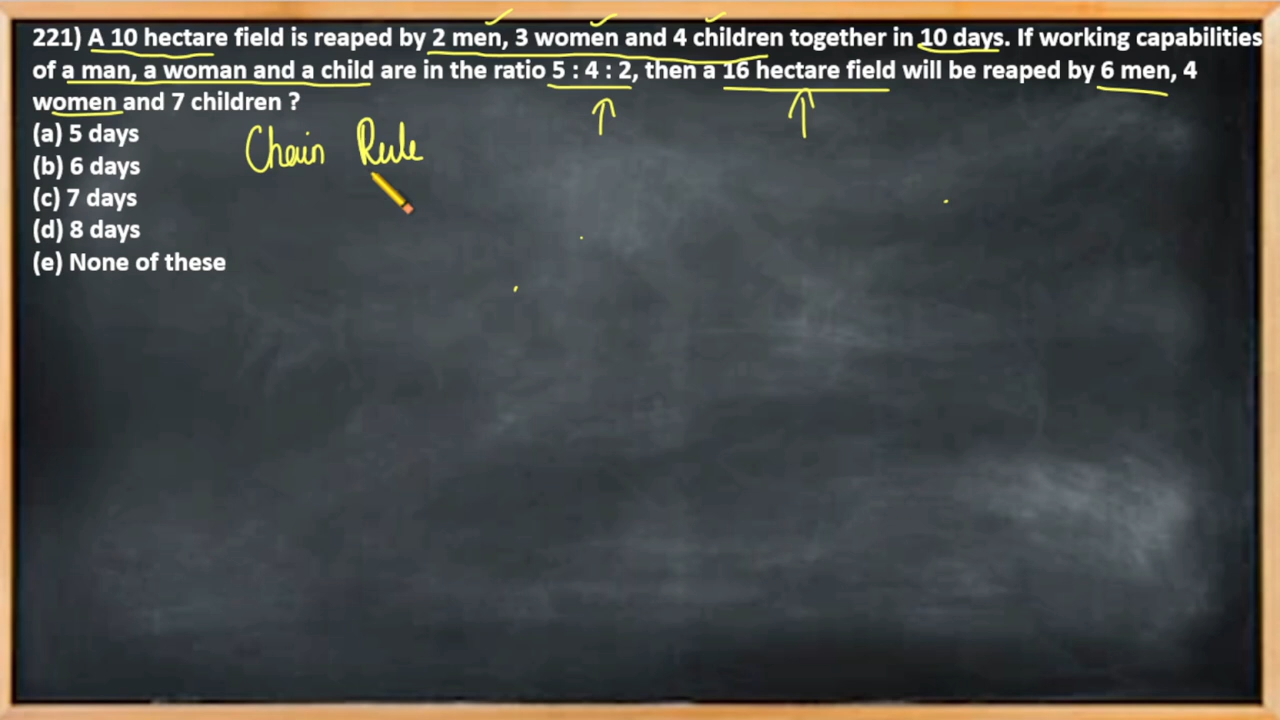 221) A 10 hectare field is reaped by 2 men, 3 women and 4 children together in 10 days. If working capabilities
of a man, a woman and a child are in the ratio 5 : 4 : 2, then a 16 hectare field will be reaped by 6 men, 4
women and 7 children ?
(a) 5 days
Chain Rule
(b) 6 days
(c) 7 days
(d) 8 days
(e) None of these